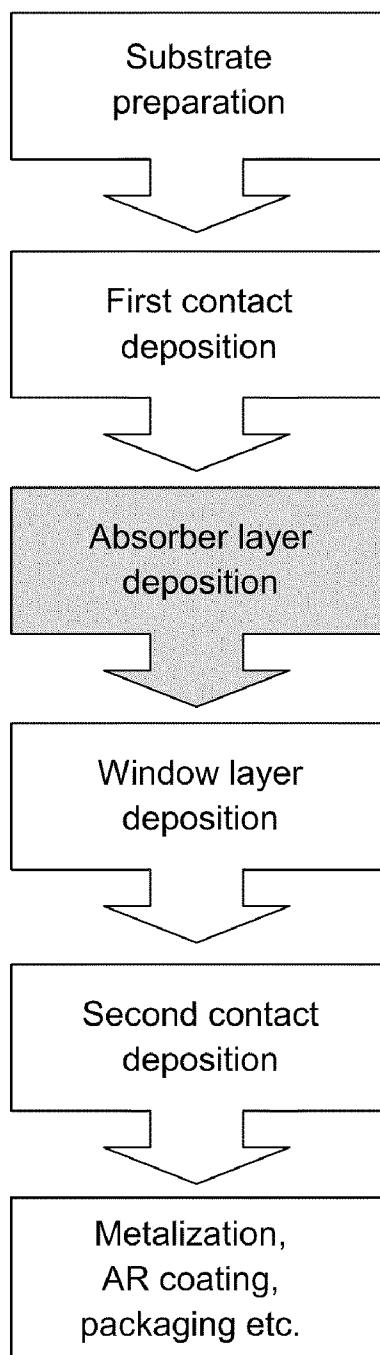 Substrate
preparation
First contact
deposition
Absorber layer
deposition
Window layer
deposition
Second contact
deposition
Metalization,
AR coating,
packaging etc.